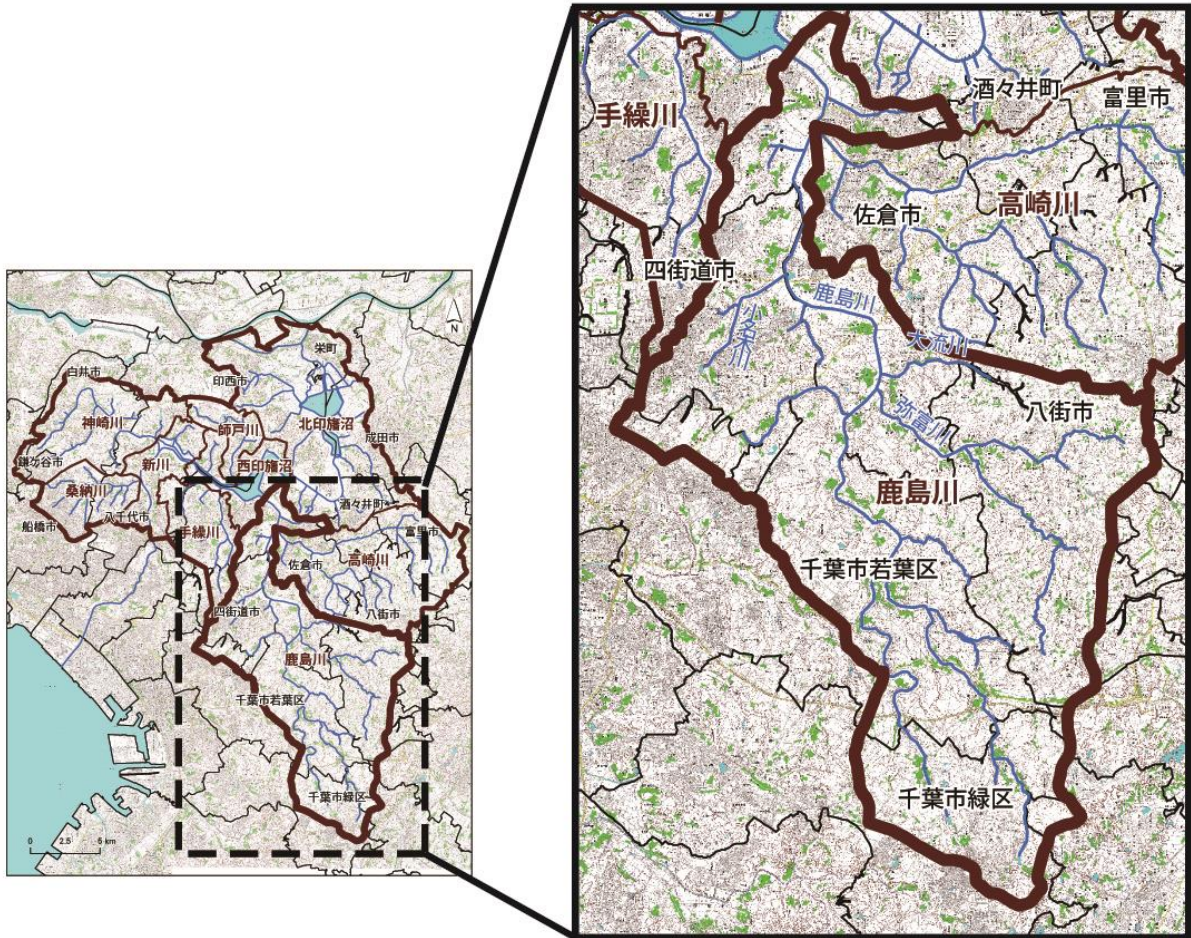 栄町
白井市
印西市
神崎川
師戸川
北印旛沼
成田市
鎌ケ谷市
新川
西印旛沼
桑納川
酒々井町
船橋市
八千代市
手繰川
富里市
佐倉市
高崎川
四街道市
八街市
鹿島川
千葉市若葉区
千葉市緑区
0 2.5 5 km
N
酒々井町
富里市
手繰川
佐倉市
高崎川
四街道市
鹿島川
小名木川
大流川
八街市
弥富川
鹿島川
千葉市若葉区
千葉市緑区